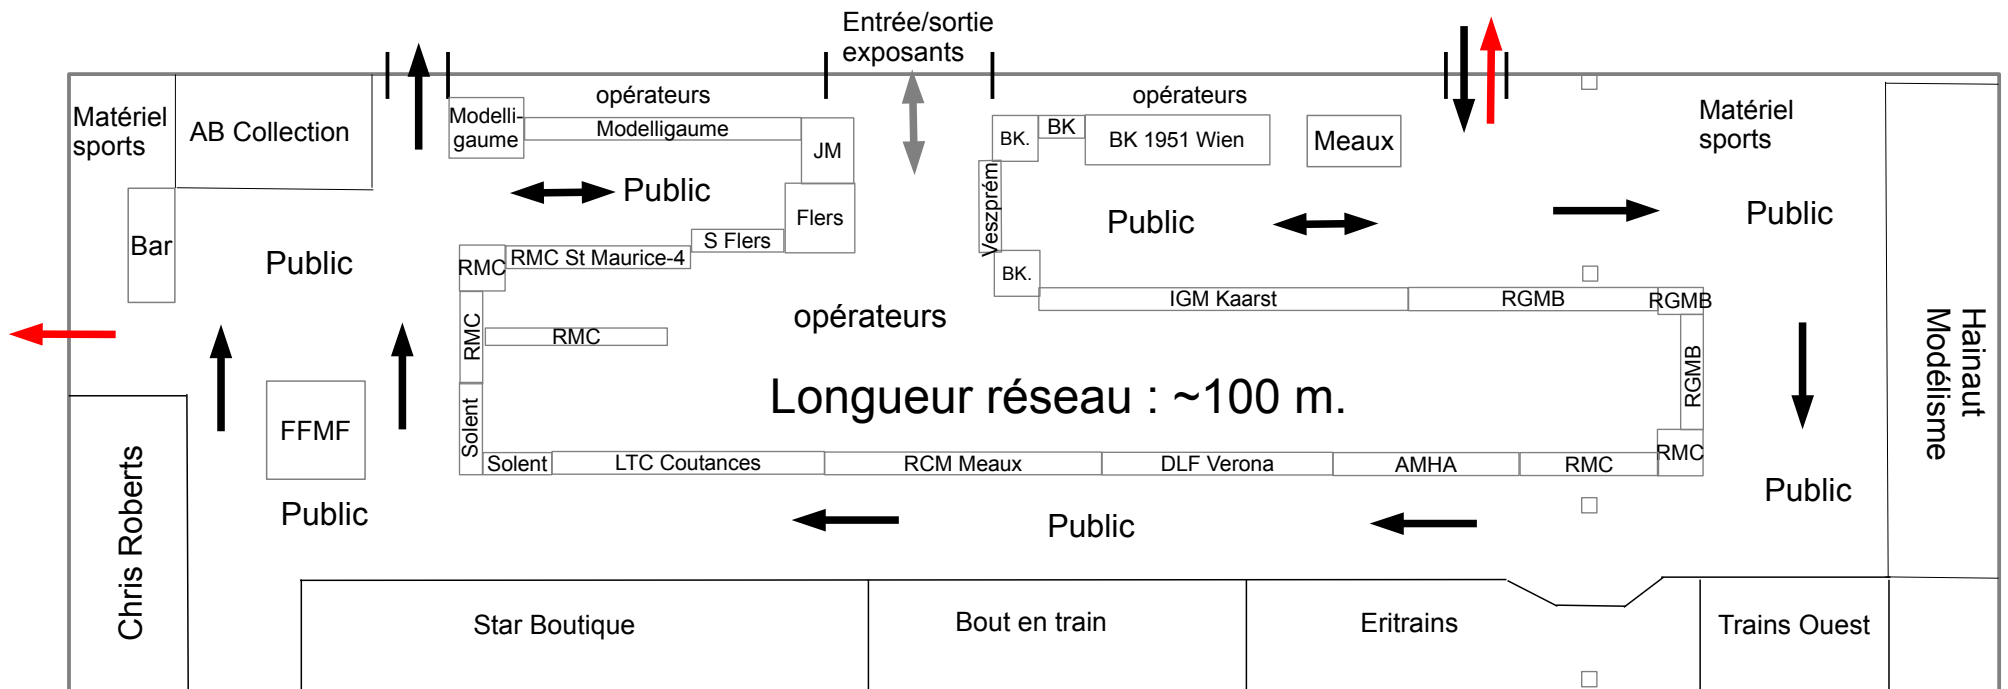 Entrée/sortie
exposants
Matériel
sports
AB Collection
Modelli-
gaume
opérateurs
Modelligaume
JM
BK.
BK
opérateurs
BK 1951 Wien
Meaux
Matériel
sports
Public
Flers
Veszprém
Public
Public
Bar
Public
RMC
RMC St Maurice-4
S Flers
BK.
IGM Kaarst
RGMB
RGMB
RMC
RMC
opérateurs
RGMB
Hainaut
Modélisme
Longueur réseau : ~100 m.
FFMF
Solent
Solent
LTC Coutances
RCM Meaux
DLF Verona
AMHA
RMC
RMC
Chris Roberts
Public
Public
Public
Star Boutique
Bout en train
Eritrains
Trains Ouest